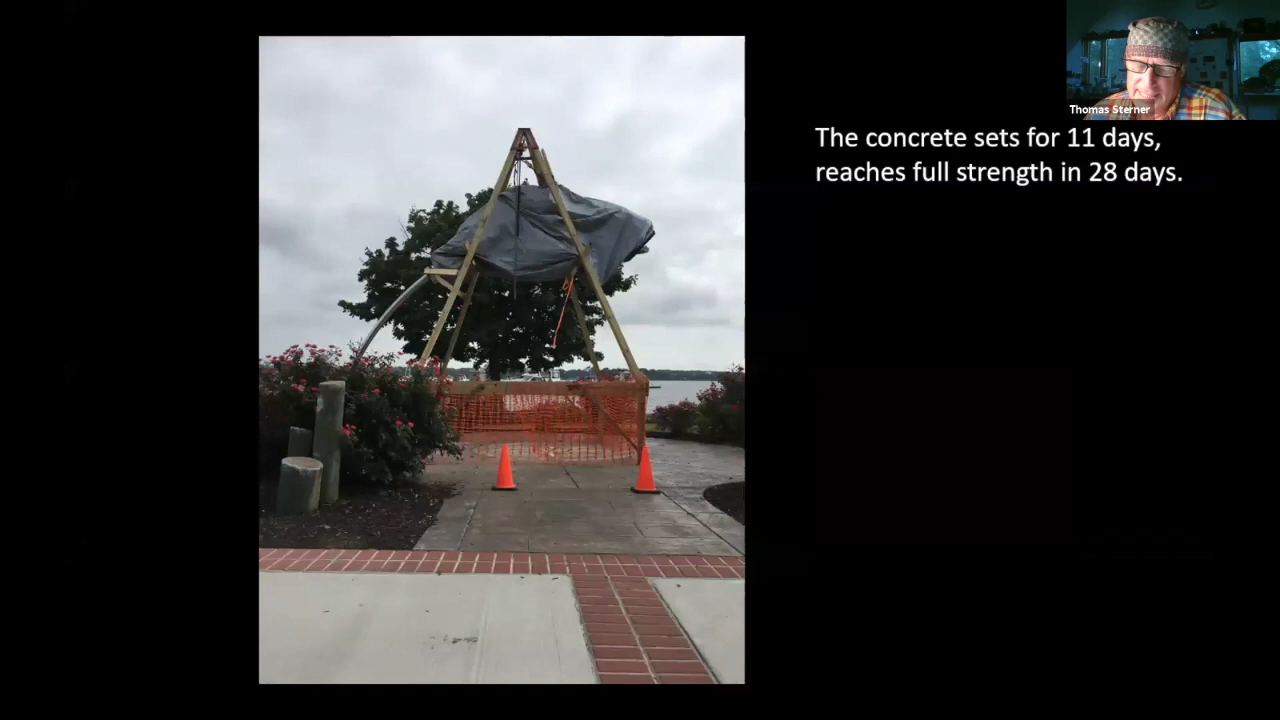 Thomas Sterner
The concrete sets for 11 days,
reaches full strength in 28 days.